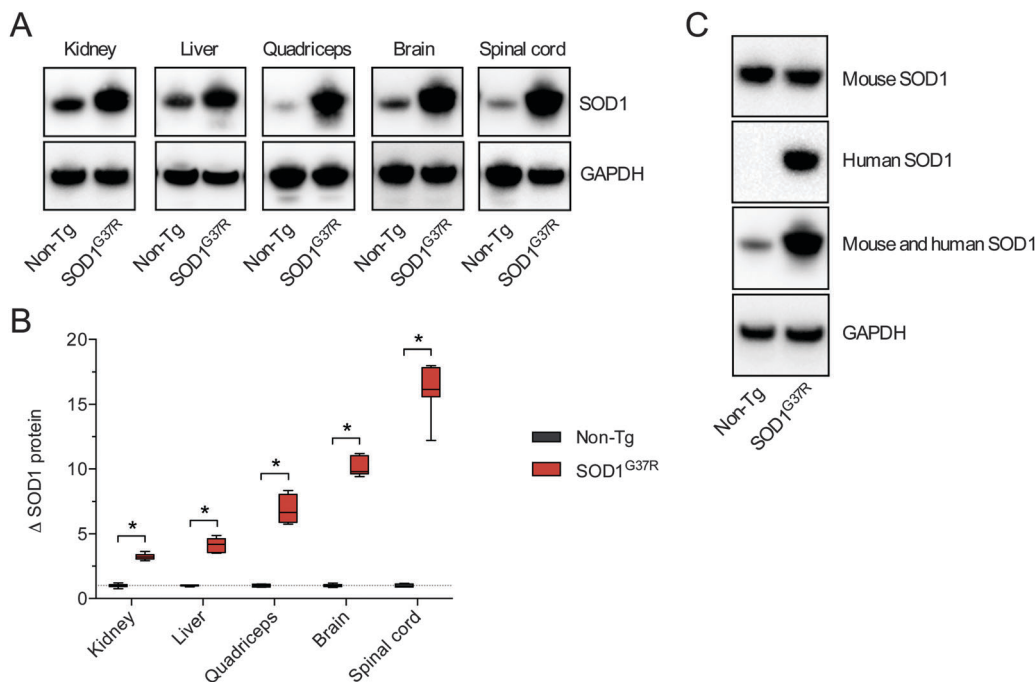 A
Kidney Liver Quadriceps Brain Spinal cord
SOD1
GAPDH
Non-Tg SOD1G37R Non-Tg SOD1G37R Non-Tg SOD1G37R Non-Tg SOD1G37R Non-Tg SOD1G37R
B
Δ SOD1 protein
20
15
10
5
0
* * * * *
Kidney Liver Quadriceps Brain Spinal cord
Non-Tg
SOD1G37R
C
Mouse SOD1
Human SOD1
Mouse and human SOD1
GAPDH
Non-Tg SOD1G37R